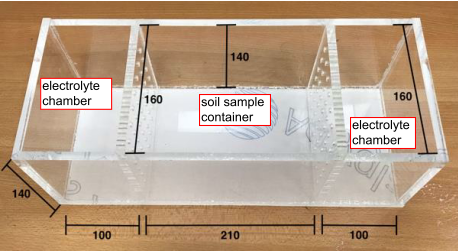 140
electrolyte
chamber
160
soil sample
container
160
electrolyte
chamber
140
100
210
100